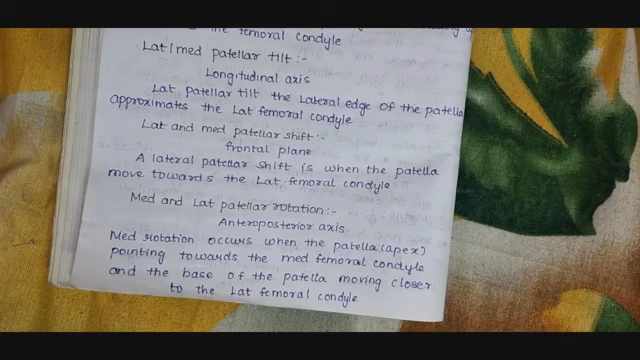 the femoral condyle
Lat/med patellar tilt :-
Longitudinal axis
Lat patellar tilt the Lateral edge of the patella
approximates the Lat femoral condyle
Lat and med patellar shift :-
frontal plane
A lateral patellar shift is when the patella
move towards the Lat femoral condyle
Med and Lat patellar rotation :-
Anteroposterior axis
Med rotation occurs when the patella (apex)
pointing towards the med femoral condyle
and the base of the patella moving closer
to the Lat femoral condyle